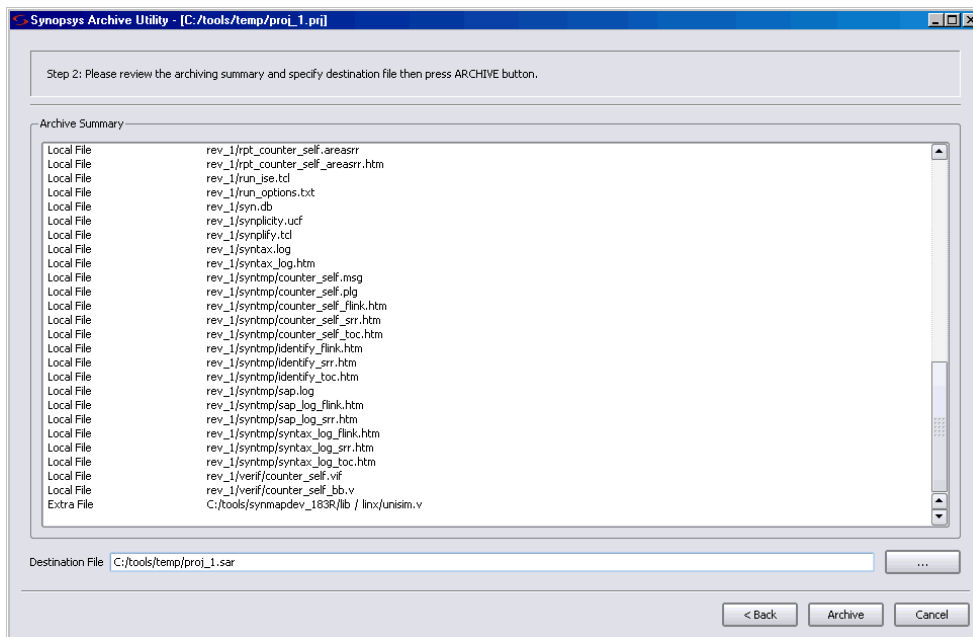 Synopsys Archive Utility - [C:/tools/temp/proj_1.prj]
Step 2: Please review the archiving summary and specify destination file then press ARCHIVE button.
Archive Summary
Local File rev_1/rpt_counter_self.areasrr
Local File rev_1/rpt_counter_self_areasrr.htm
Local File rev_1/run_ise.tcl
Local File rev_1/run_options.txt
Local File rev_1/syn.db
Local File rev_1/synplicity.ucf
Local File rev_1/synplify.tcl
Local File rev_1/syntax.log
Local File rev_1/syntax_log.htm
Local File rev_1/syntmp/counter_self.msg
Local File rev_1/syntmp/counter_self.plg
Local File rev_1/syntmp/counter_self_flink.htm
Local File rev_1/syntmp/counter_self_srr.htm
Local File rev_1/syntmp/counter_self_toc.htm
Local File rev_1/syntmp/identify_flink.htm
Local File rev_1/syntmp/identify_srr.htm
Local File rev_1/syntmp/identify_toc.htm
Local File rev_1/syntmp/sap.log
Local File rev_1/syntmp/sap_log_flink.htm
Local File rev_1/syntmp/sap_log_srr.htm
Local File rev_1/syntmp/syntax_log_flink.htm
Local File rev_1/syntmp/syntax_log_srr.htm
Local File rev_1/syntmp/syntax_log_toc.htm
Local File rev_1/verif/counter_self.vif
Local File rev_1/verif/counter_self_bb.v
Extra File C:/tools/synmapdev_183R/lib / linx/unisim.v
Destination File C:/tools/temp/proj_1.sar ...
< Back Archive Cancel